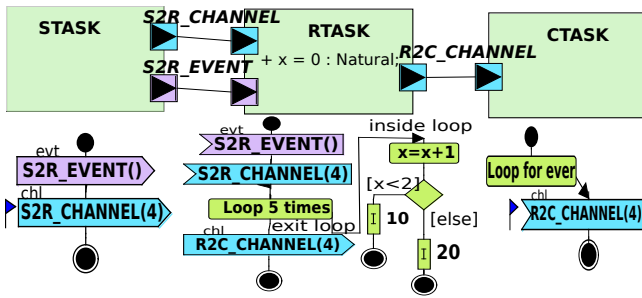 S2R_CHANNEL
STASK
RTASK
CTASK
R2C_CHANNEL
+ x = 0 : Natural;
S2R_EVENT
inside loop
evt
evt
S2R_EVENT()
S2R_EVENT()
x=x+1
chl
S2R_CHANNEL(4)
S2R_CHANNEL(4)
[x<2]
Loop for ever
Loop 5 times
chl
R2C_CHANNEL(4)
exit loop
10
[else]
chl
R2C_CHANNEL(4)
20